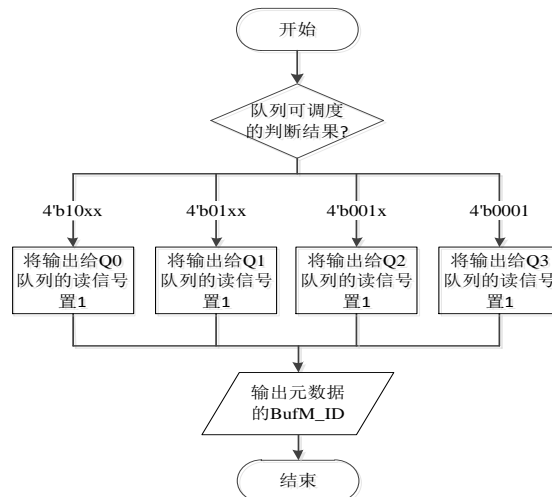 开始
队列可调度
的判断结果?
4'b10xx
4'b01xx
4'b001x
4'b0001
将输出给Q0
队列的读信号
置1
将输出给Q1
队列的读信号
置1
将输出给Q2
队列的读信号
置1
将输出给Q3
队列的读信号
置1
输出元数据
的BufM_ID
结束